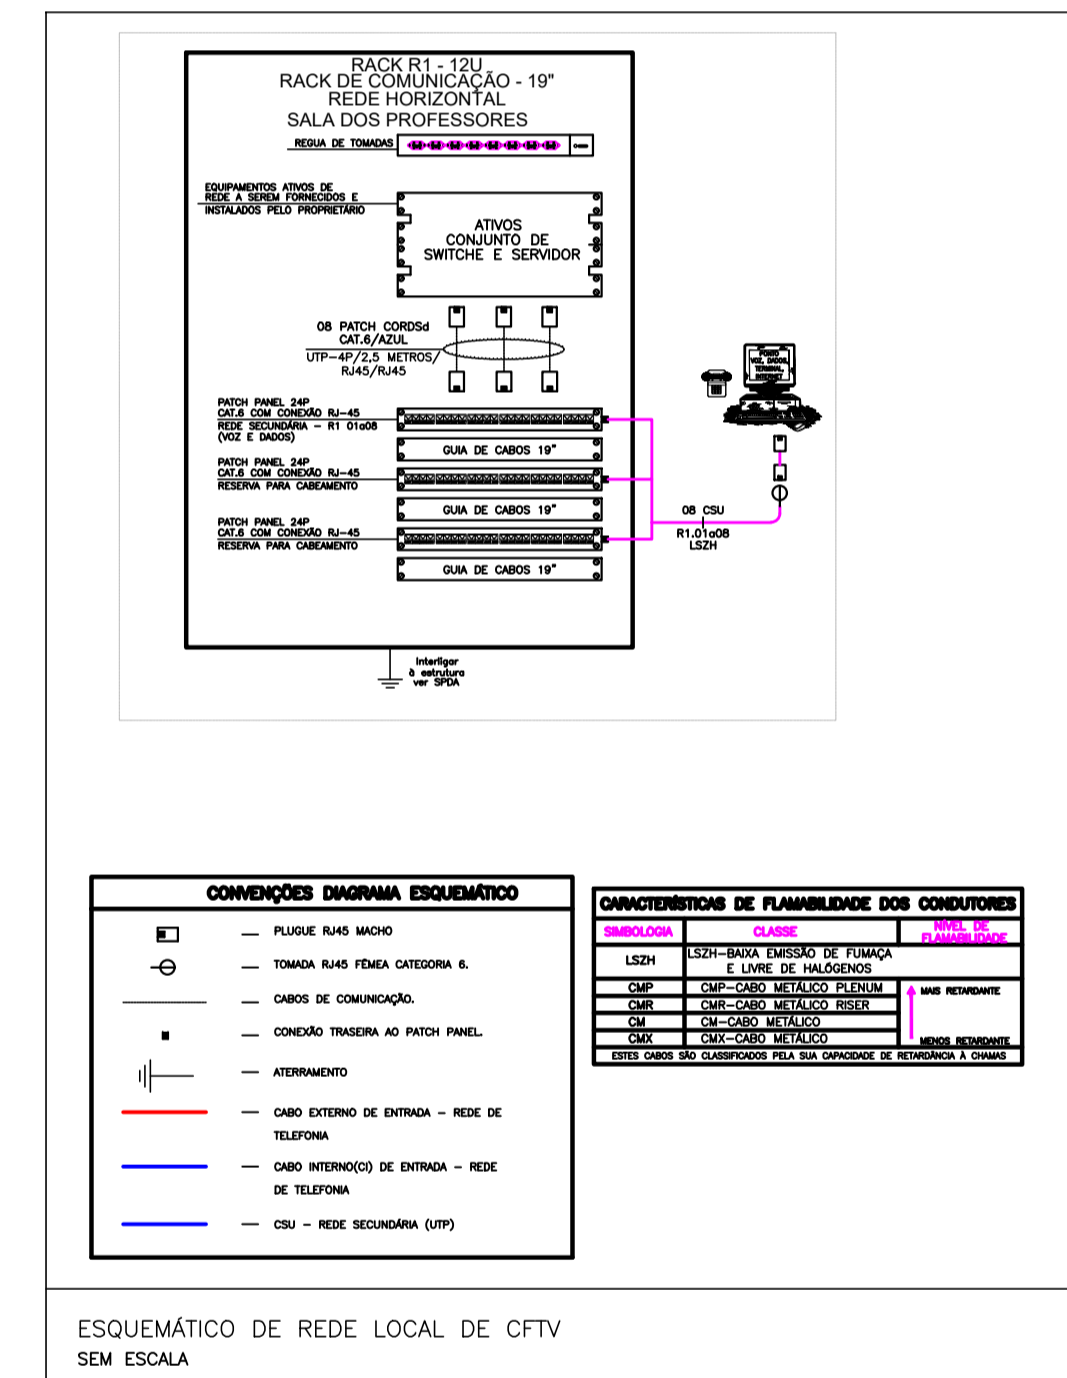 RACK R1 - 12U
RACK DE COMUNICAÇÃO - 19"
REDE HORIZONTAL
SALA DOS PROFESSORES
REGUA DE TOMADAS
EQUIPAMENTOS ATIVOS DE
REDE A SEREM FORNECIDOS E
INSTALADOS PELO PROPRIETÁRIO
ATIVOS
CONJUNTO DE
SWITCHE E SERVIDOR
08 PATCH CORDSd
CAT.6/AZUL
UTP-4P/2,5 METROS/
RJ45/RJ45
PONTO
VOZ, DADOS,
TERMINAL,
INTERNET
PATCH PANEL 24P
CAT.6 COM CONEXÃO RJ-45
REDE SECUNDÁRIA - R1 01a08
(VOZ E DADOS)
GUIA DE CABOS 19"
PATCH PANEL 24P
CAT.6 COM CONEXÃO RJ-45
RESERVA PARA CABEAMENTO
GUIA DE CABOS 19"
PATCH PANEL 24P
CAT.6 COM CONEXÃO RJ-45
RESERVA PARA CABEAMENTO
GUIA DE CABOS 19"
08 CSU
R1.01a08
LSZH
Interligar
à estrutura
ver SPDA
CONVENÇÕES DIAGRAMA ESQUEMÁTICO
— PLUGUE RJ45 MACHO
— TOMADA RJ45 FÊMEA CATEGORIA 6.
— CABOS DE COMUNICAÇÃO.
— CONEXÃO TRASEIRA AO PATCH PANEL.
— ATERRAMENTO
— CABO EXTERNO DE ENTRADA - REDE DE
TELEFONIA
— CABO INTERNO(CI) DE ENTRADA - REDE
DE TELEFONIA
— CSU - REDE SECUNDÁRIA (UTP)
CARACTERÍSTICAS DE FLAMABILIDADE DOS CONDUTORES
SIMBOLOGIA CLASSE NÍVEL DE
FLAMABILIDADE
LSZH LSZH-BAIXA EMISSÃO DE FUMAÇA
E LIVRE DE HALÓGENOS
CMP CMP-CABO METÁLICO PLENUM MAIS RETARDANTE
CMR CMR-CABO METÁLICO RISER
CM CM-CABO METÁLICO
CMX CMX-CABO METÁLICO MENOS RETARDANTE
ESTES CABOS SÃO CLASSIFICADOS PELA SUA CAPACIDADE DE RETARDÂNCIA À CHAMAS
ESQUEMÁTICO DE REDE LOCAL DE CFTV
SEM ESCALA